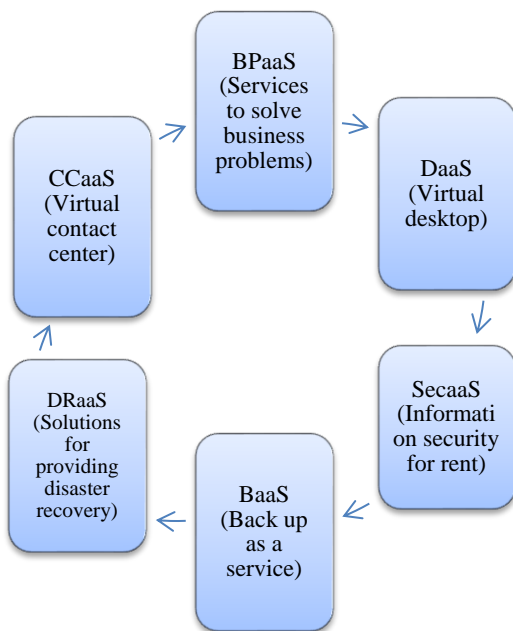 BPaaS
(Services
to solve
business
problems)
DaaS
(Virtual
desktop)
SecaaS
(Informati
on security
for rent)
BaaS
(Back up
as a
service)
DRaaS
(Solutions
for
providing
disaster
recovery)
CCaaS
(Virtual
contact
center)